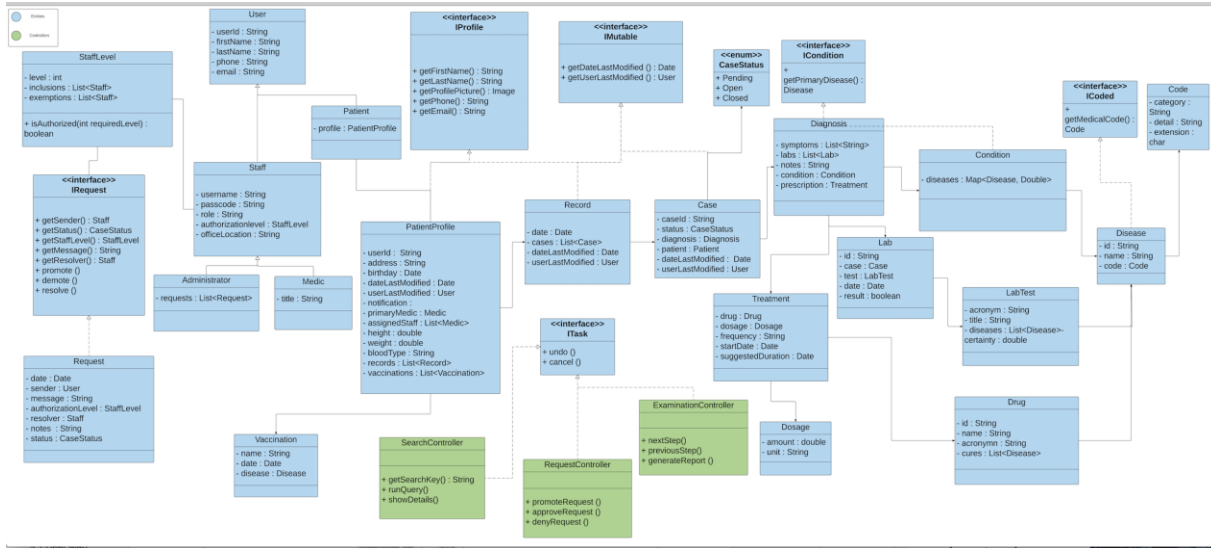 Entities
Controllers
StaffLevel
- level : int
- inclusions : List<Staff>
- exemptions : List<Staff>
+ isAuthorized(int requiredLevel) :
boolean
User
- userId : String
- firstName : String
- lastName : String
- phone : String
- email : String
Patient
- profile : PatientProfile
<<interface>>
IProfile
+ getFirstName() : String
+ getLastName() : String
+ getProfilePicture() : Image
+ getPhone() : String
+ getEmail() : String
<<interface>>
IMutable
+ getDateLastModified () : Date
+ getUserLastModified() : User
<<enum>>
CaseStatus
+ Pending
+ Open
+ Closed
<<interface>>
ICondition
+
getPrimaryDisease() :
Disease
<<interface>>
ICoded
+
getMedicalCode() :
Code
Code
- category :
String
- detail : String
- extension :
char
<<interface>>
IRequest
+ getSender() : Staff
+ getStatus() : CaseStatus
+ getStaffLevel() : StaffLevel
+ getMessage() : String
+ getResolver() : Staff
+ promote ()
+ demote ()
+ resolve ()
Staff
- username : String
- passcode : String
- role : String
- authorizationlevel : StaffLevel
- officeLocation : String
Administrator
- requests : List<Request>
Medic
- title : String
PatientProfile
- userId : String
- address : String
- birthday : Date
- dateLastModified : Date
- userLastModified : User
- notification :
- primaryMedic : Medic
- assignedStaff : List<Medic>
- height : double
- weight : double
- bloodType : String
- records : List<Record>
- vaccinations : List<Vaccination>
Record
- date : Date
- cases : List<Case>
- dateLastModified : Date
- userLastModified : User
Case
- caseId : String
- status : CaseStatus
- diagnosis : Diagnosis
- patient : Patient
- dateLastModified : Date
- userLastModified : User
Diagnosis
- symptoms : List<String>
- labs : List<Lab>
- notes : String
- condition : Condition
- prescription : Treatment
Condition
- diseases : Map<Disease, Double>
Disease
- id : String
- name : String
- code : Code
Lab
- id : String
- case : Case
- test : LabTest
- date : Date
- result : boolean
LabTest
- acronym : String
- title : String
- diseases : List<Disease>-
certainty : double
Treatment
- drug : Drug
- dosage : Dosage
- frequency : String
- startDate : Date
- suggestedDuration : Date
Request
- date : Date
- sender : User
- message : String
- authorizationLevel : StaffLevel
- resolver : Staff
- notes : String
- status : CaseStatus
Vaccination
- name : String
- date : Date
- disease : Disease
<<interface>>
ITask
+ undo ()
+ cancel ()
SearchController
+ getSearchKey() : String
+ runQuery()
+ showDetails()
RequestController
+ promoteRequest ()
+ approveRequest ()
+ denyRequest ()
ExaminationController
+ nextStep()
+ previousStep()
+ generateReport ()
Dosage
- amount : double
- unit : String
Drug
- id : String
- name : String
- acronymn : String
- cures : List<Disease>